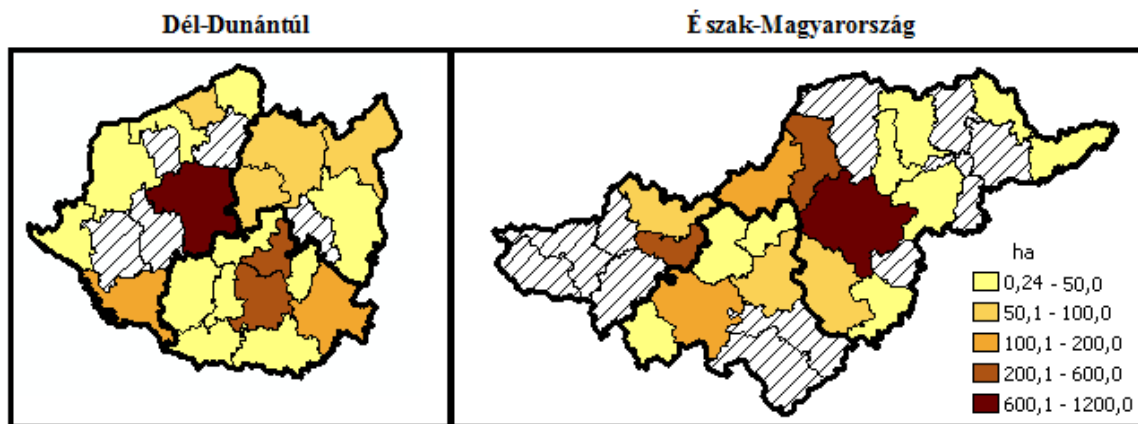 Dél-Dunántúl
Észak-Magyarország
ha
0,24 - 50,0
50,1 - 100,0
100,1 - 200,0
200,1 - 600,0
600,1 - 1200,0